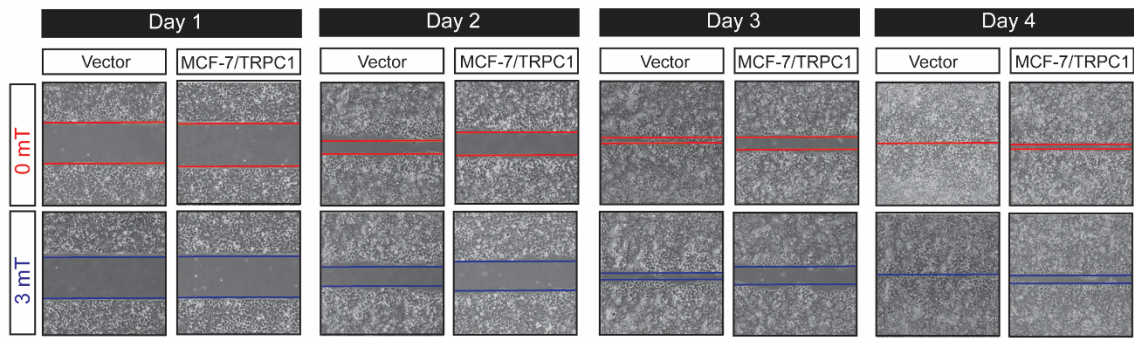 Day 1
Day 2
Day 3
Day 4
Vector
MCF-7/TRPC1
Vector
MCF-7/TRPC1
Vector
MCF-7/TRPC1
Vector
MCF-7/TRPC1
0 mT
3 mT